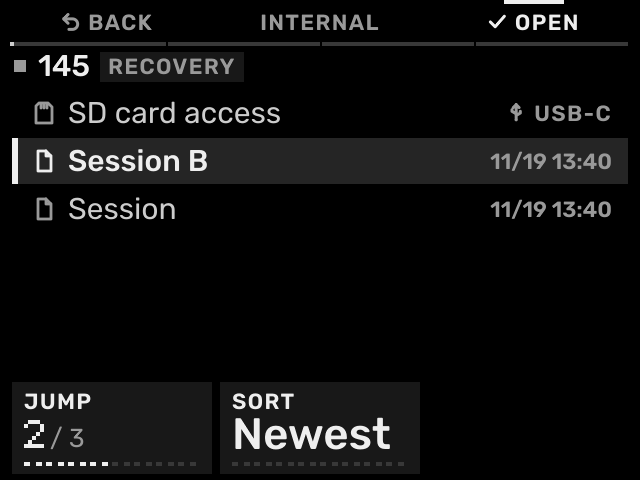 BACK INTERNAL OPEN
145 RECOVERY
SD card access USB-C
Session B 11/19 13:40
Session 11/19 13:40
JUMP SORT
2 / 3 Newest